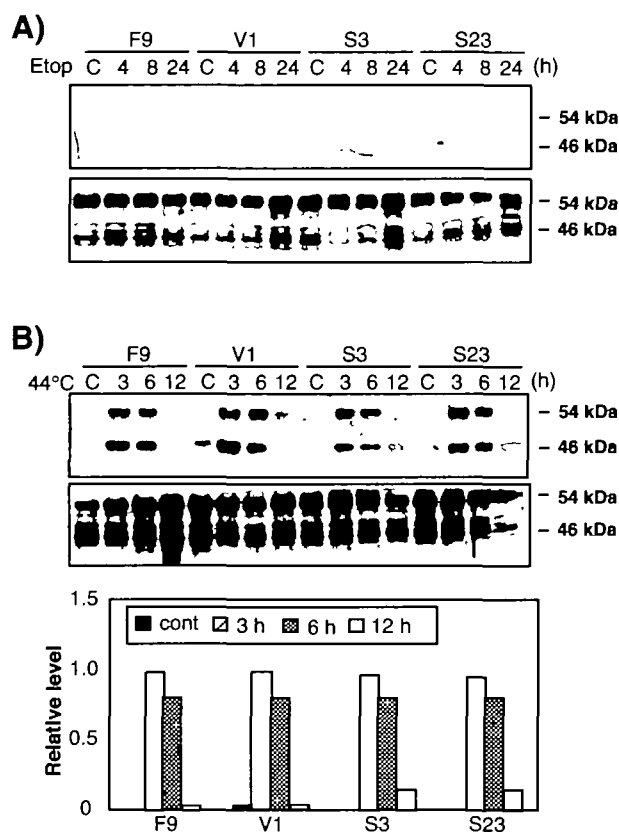 A)
F9 V1 S3 S23
Etop C 4 8 24 C 4 8 24 C 4 8 24 C 4 8 24 (h)
– 54 kDa
– 46 kDa
– 54 kDa
– 46 kDa
B)
F9 V1 S3 S23
44°C C 3 6 12 C 3 6 12 C 3 6 12 C 3 6 12 (h)
– 54 kDa
– 46 kDa
– 54 kDa
– 46 kDa
1.5
cont 3 h 6 h 12 h
1.0
0.5
0
Relative level
F9 V1 S3 S23